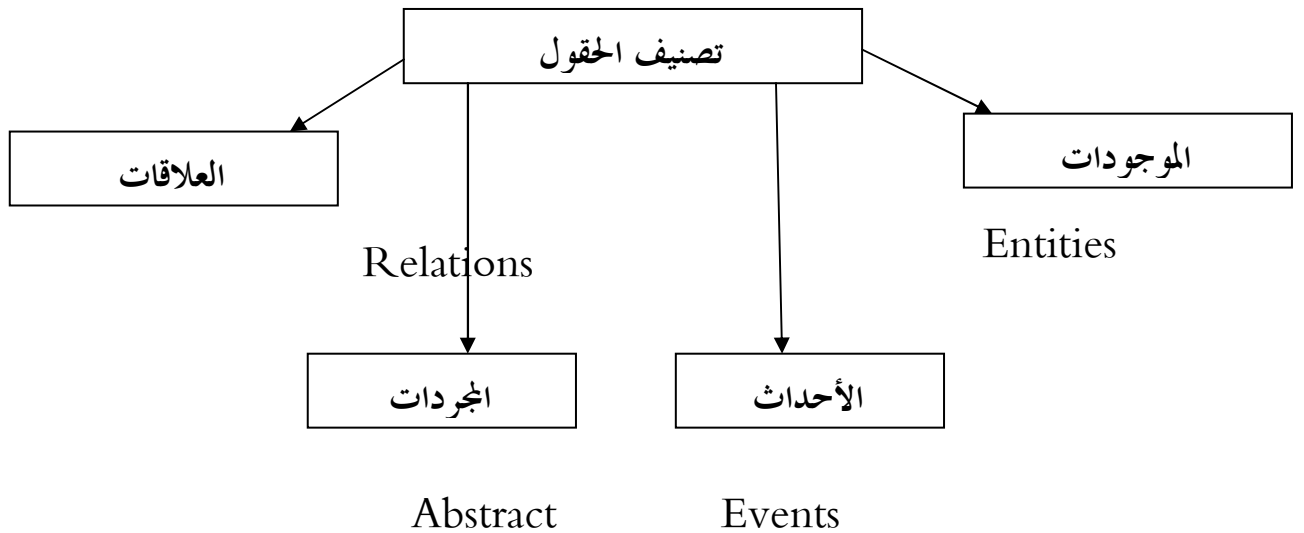 تصنيف الحقول
الموجودات
العلاقات
Entities
Relations
الأحداث
المجردات
Events
Abstract